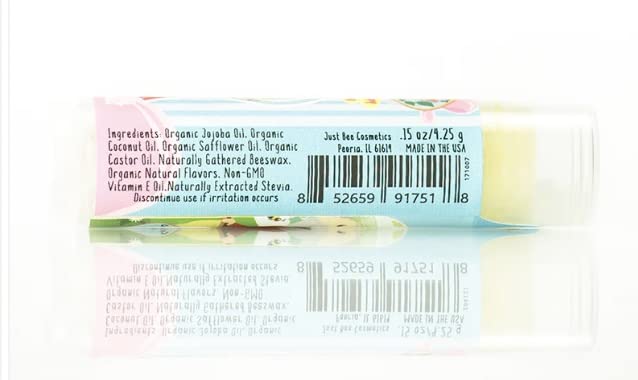 Ingredients: Organic Jojoba Oil, Organic
Coconut Oil, Organic Safflower Oil, Organic
Castor Oil, Naturally Gathered Beeswax,
Organic Natural Flavors, Non-GMO
Vitamin E Oil,Naturally Extracted Stevia.
Discontinue use if irritation occurs
Just Bee Cosmetics
Peoria, IL 61614
.15 oz/4.25 g
MADE IN THE USA
171007
8 52659 91751 8